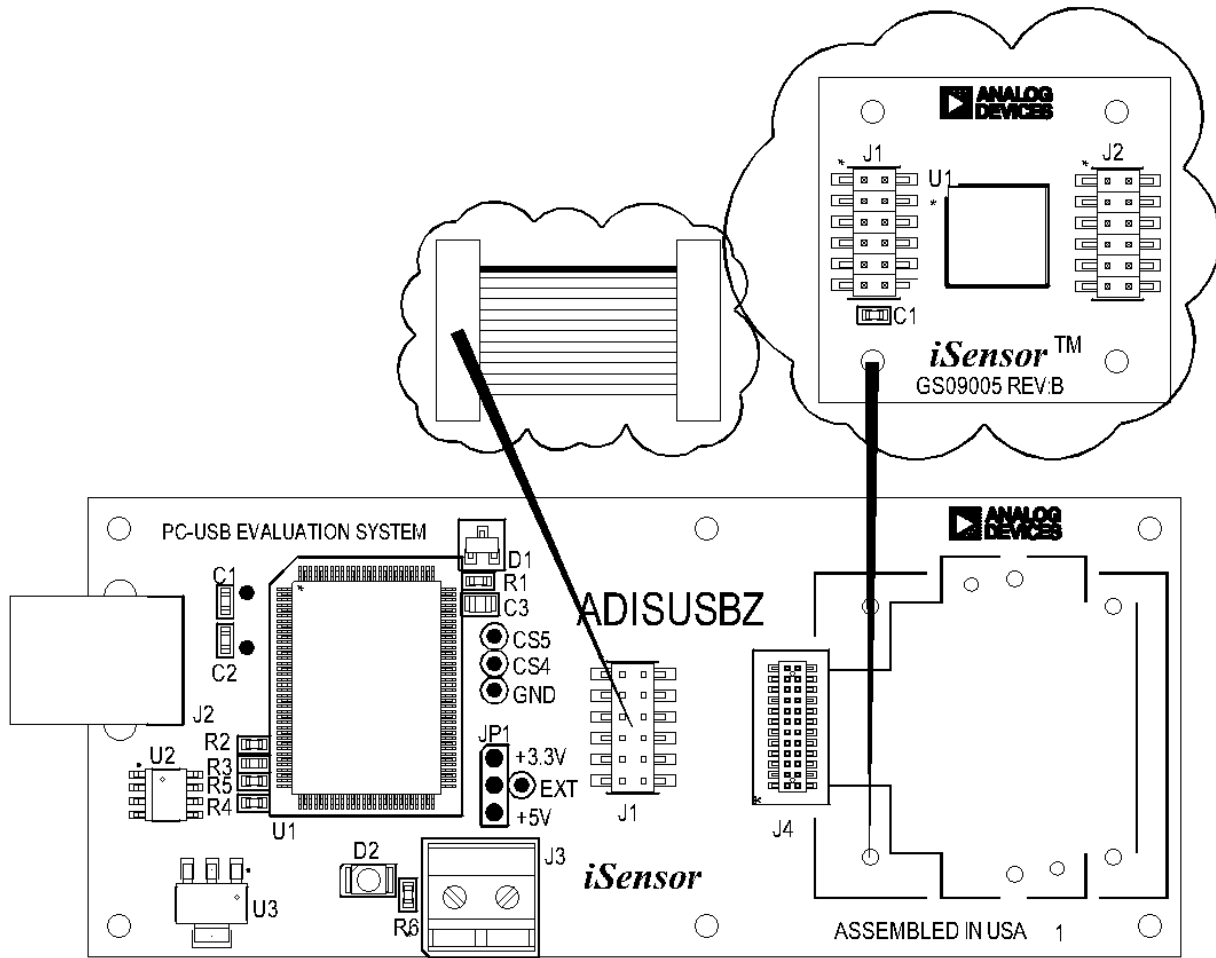 ANALOG
DEVICES
*
J1
*
J2
U1
*
C1
iSensor TM
GS09005 REV:B
PC-USB EVALUATION SYSTEM
ANALOG
DEVICES
D1
C1
R1
C3
ADISUSBZ
*
CS5
C2
CS4
GND
J2
JP1
R2
+3.3V
U2
R3
R5
EXT
R4
+5V
*
U1
J1
J4
D2
J3
iSensor
U3
R6
ASSEMBLED IN USA 1